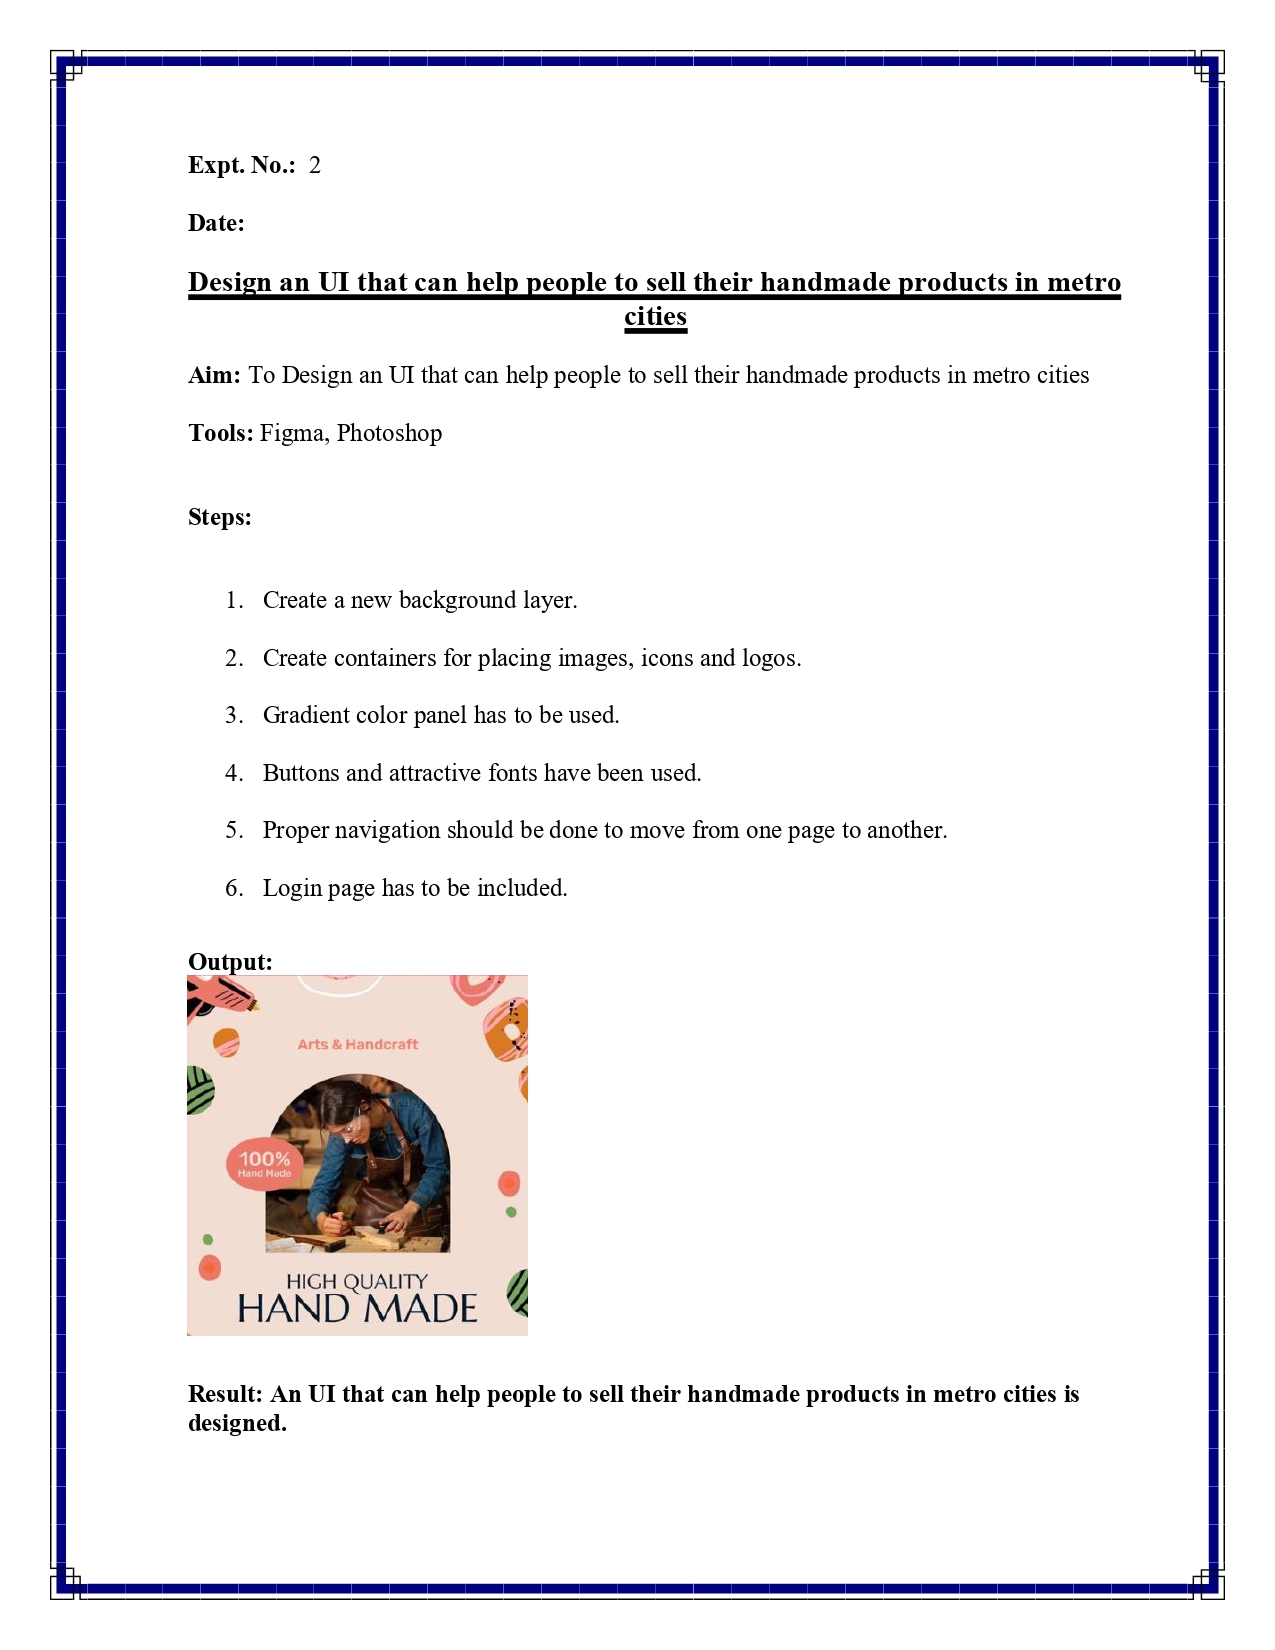 Expt. No.: 2
Date:
Design an UI that can help people to sell their handmade products in metro
cities
Aim: To Design an UI that can help people to sell their handmade products in metro cities
Tools: Figma, Photoshop
Steps:
1. Create a new background layer.
2. Create containers for placing images, icons and logos.
3. Gradient color panel has to be used.
4. Buttons and attractive fonts have been used.
5. Proper navigation should be done to move from one page to another.
6. Login page has to be included.
Output:
Arts & Handcraft
100%
Hand Made
HIGH QUALITY
HAND MADE
Result: An UI that can help people to sell their handmade products in metro cities is
designed.